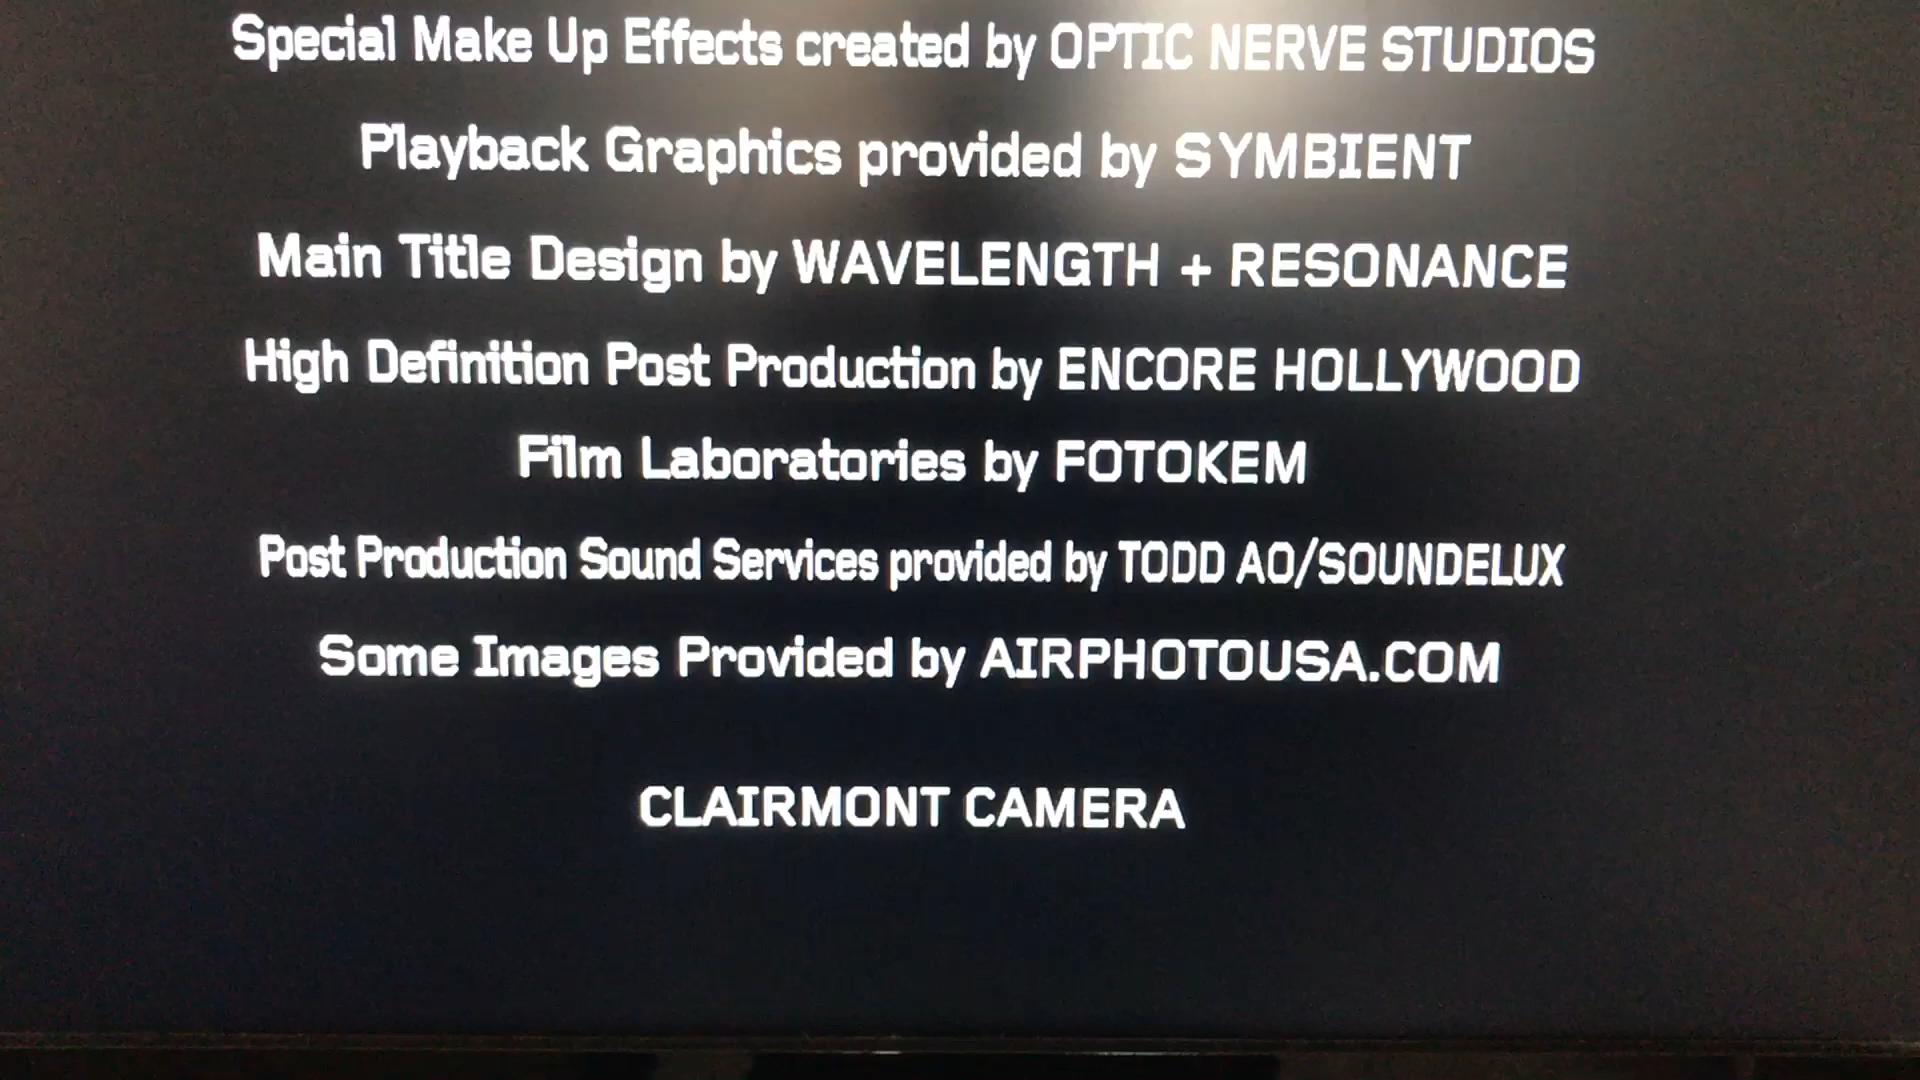 Special Make Up Effects created by OPTIC NERVE STUDIOS
Playback Graphics provided by SYMBIENT
Main Title Design by WAVELENGTH + RESONANCE
High Definition Post Production by ENCORE HOLLYWOOD
Film Laboratories by FOTOKEM
Post Production Sound Services provided by TODD AO/SOUNDELUX
Some Images Provided by AIRPHOTOUSA.COM
CLAIRMONT CAMERA